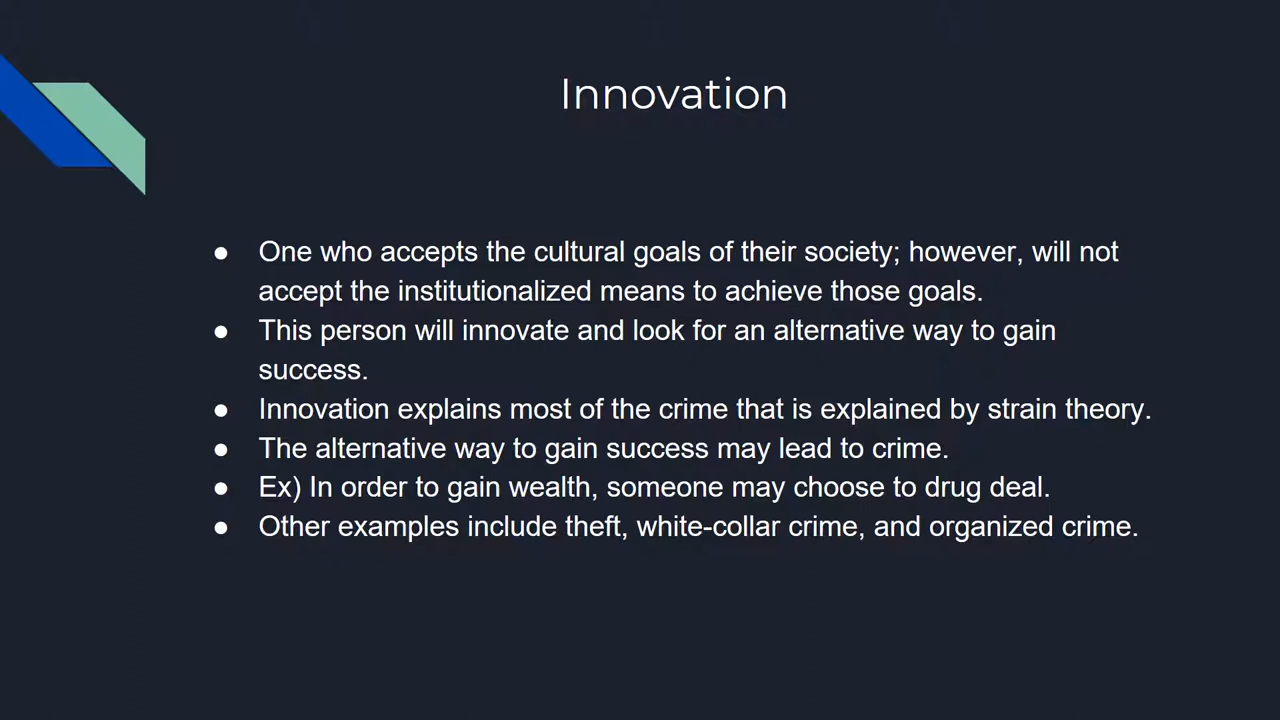 Innovation
● One who accepts the cultural goals of their society; however, will not
accept the institutionalized means to achieve those goals.
● This person will innovate and look for an alternative way to gain
success.
● Innovation explains most of the crime that is explained by strain theory.
● The alternative way to gain success may lead to crime.
● Ex) In order to gain wealth, someone may choose to drug deal.
● Other examples include theft, white-collar crime, and organized crime.